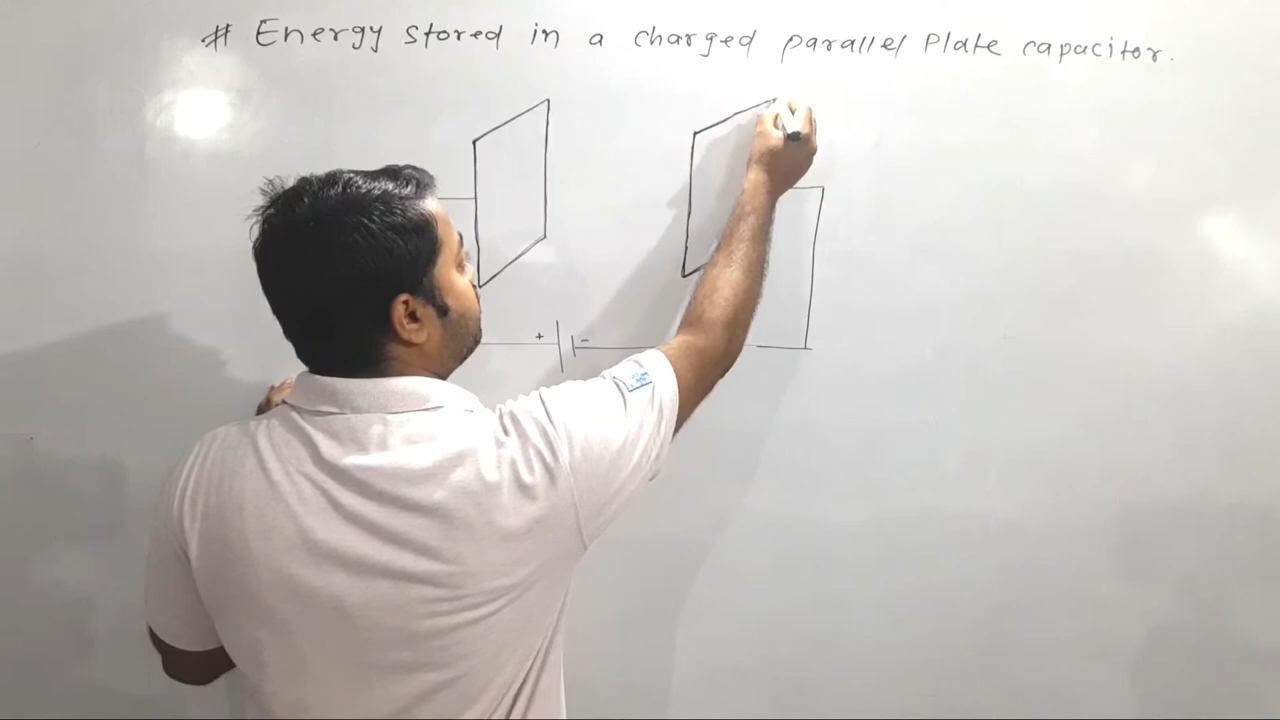 # Energy stored in a charged parallel Plate capacitor.
+ -